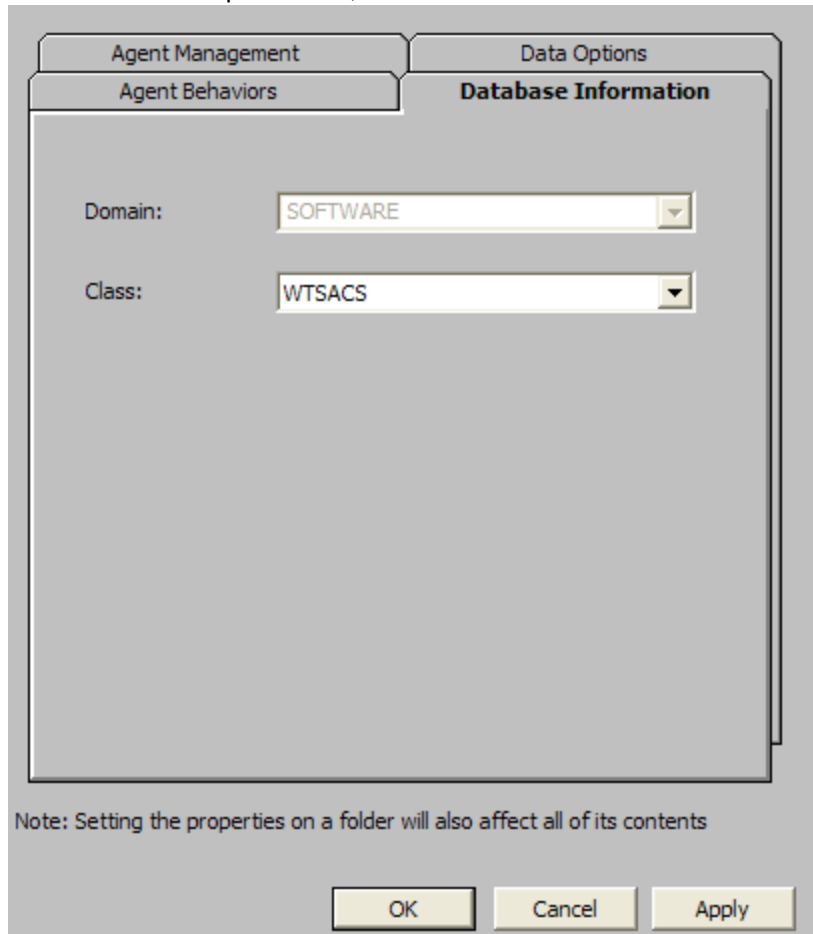 Agent Management Data Options
Agent Behaviors Database Information
Domain: SOFTWARE
Class: WTSACS
Note: Setting the properties on a folder will also affect all of its contents
OK Cancel Apply